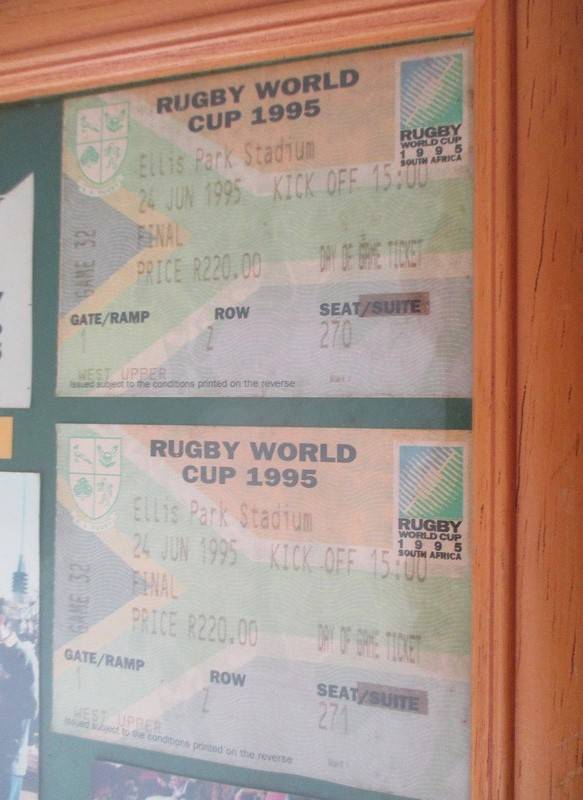 RUGBY WORLD
CUP 1995
RUGBY
WORLD CUP
1 9 9 5
SOUTH AFRICA
Ellis Park Stadium
24 JUN 1995 KICK OFF 15:00
FINAL
PRICE R220.00 DAY OF GAME TICKET
GAME 32
GATE/RAMP ROW SEAT/SUITE
1 2 270
WEST UPPER
Issued subject to the conditions printed on the reverse
RUGBY WORLD
CUP 1995
RUGBY
WORLD CUP
1 9 9 5
SOUTH AFRICA
Ellis Park Stadium
24 JUN 1995 KICK OFF 15:00
FINAL
PRICE R220.00 DAY OF GAME TICKET
GAME 32
GATE/RAMP ROW SEAT/SUITE
1 2 271
WEST UPPER
Issued subject to the conditions printed on the reverse